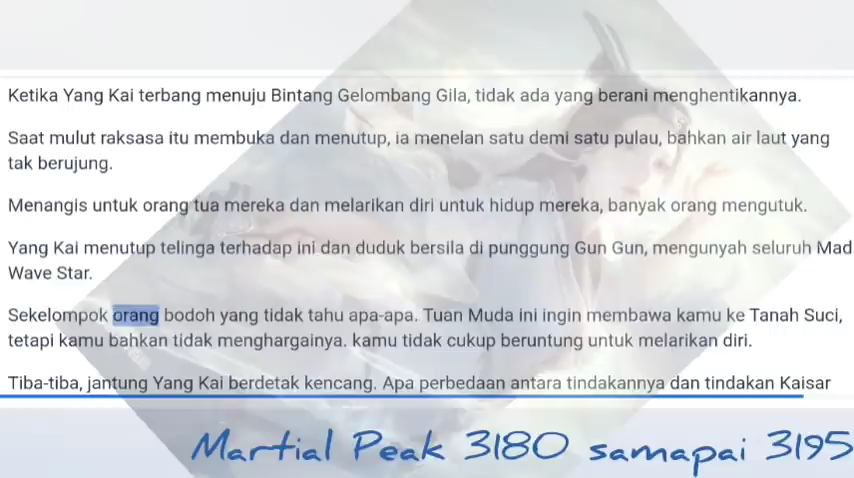 Ketika Yang Kai terbang menuju Bintang Gelombang Gila, tidak ada yang berani menghentikannya.
Saat mulut raksasa itu membuka dan menutup, ia menelan satu demi satu pulau, bahkan air laut yang
tak berujung.
Menangis untuk orang tua mereka dan melarikan diri untuk hidup mereka, banyak orang mengutuk.
Yang Kai menutup telinga terhadap ini dan duduk bersila di punggung Gun Gun, mengunyah seluruh Mad
Wave Star.
Sekelompok orang bodoh yang tidak tahu apa-apa. Tuan Muda ini ingin membawa kamu ke Tanah Suci,
tetapi kamu bahkan tidak menghargainya. kamu tidak cukup beruntung untuk melarikan diri.
Tiba-tiba, jantung Yang Kai berdetak kencang. Apa perbedaan antara tindakannya dan tindakan Kaisar
Martial Peak 3180 samapai 3195